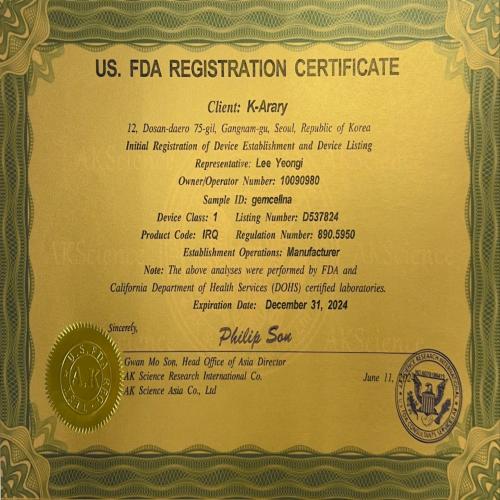 US. FDA REGISTRATION CERTIFICATE
Client: K-Arary
12, Dosan-daero 75-gil, Gangnam-gu, Seoul, Republic of Korea
Initial Registration of Device Establishment and Device Listing
Representative: Lee Yeongi
Owner/Operator Number: 10090980
Sample ID: gemcellna
Device Class: 1 Listing Number: D537824
Product Code: IRQ Regulation Number: 890.5950
Establishment Operations: Manufacturer
Note: The above analyses were performed by FDA and
California Department of Health Services (DOHS) certified laboratories.
Expiration Date: December 31, 2024
Sincerely,
Philip Son
Gwan Mo Son, Head Office of Asia Director
AK Science Research International Co.
AK Science Asia Co., Ltd
June 11,
AK